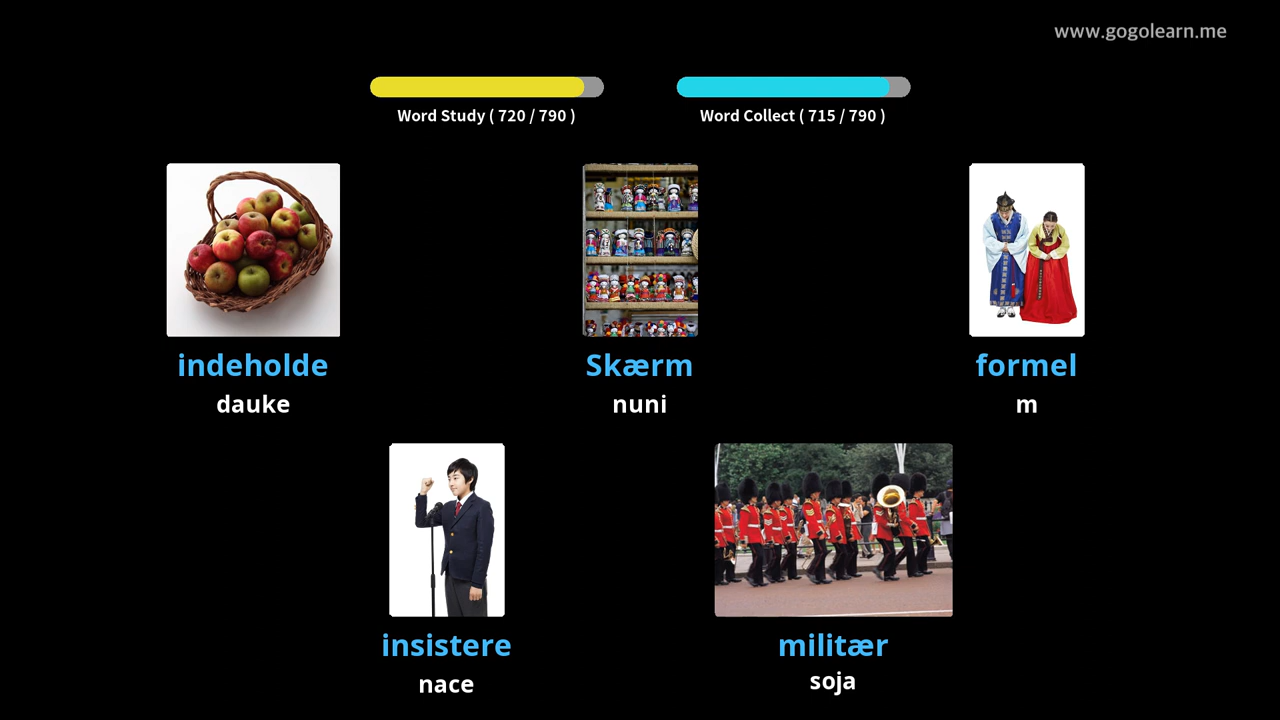 www.gogolearn.me
Word Study ( 720 / 790 )
Word Collect ( 715 / 790 )
indeholde
dauke
Skærm
nuni
formel
m
insistere
nace
militær
soja